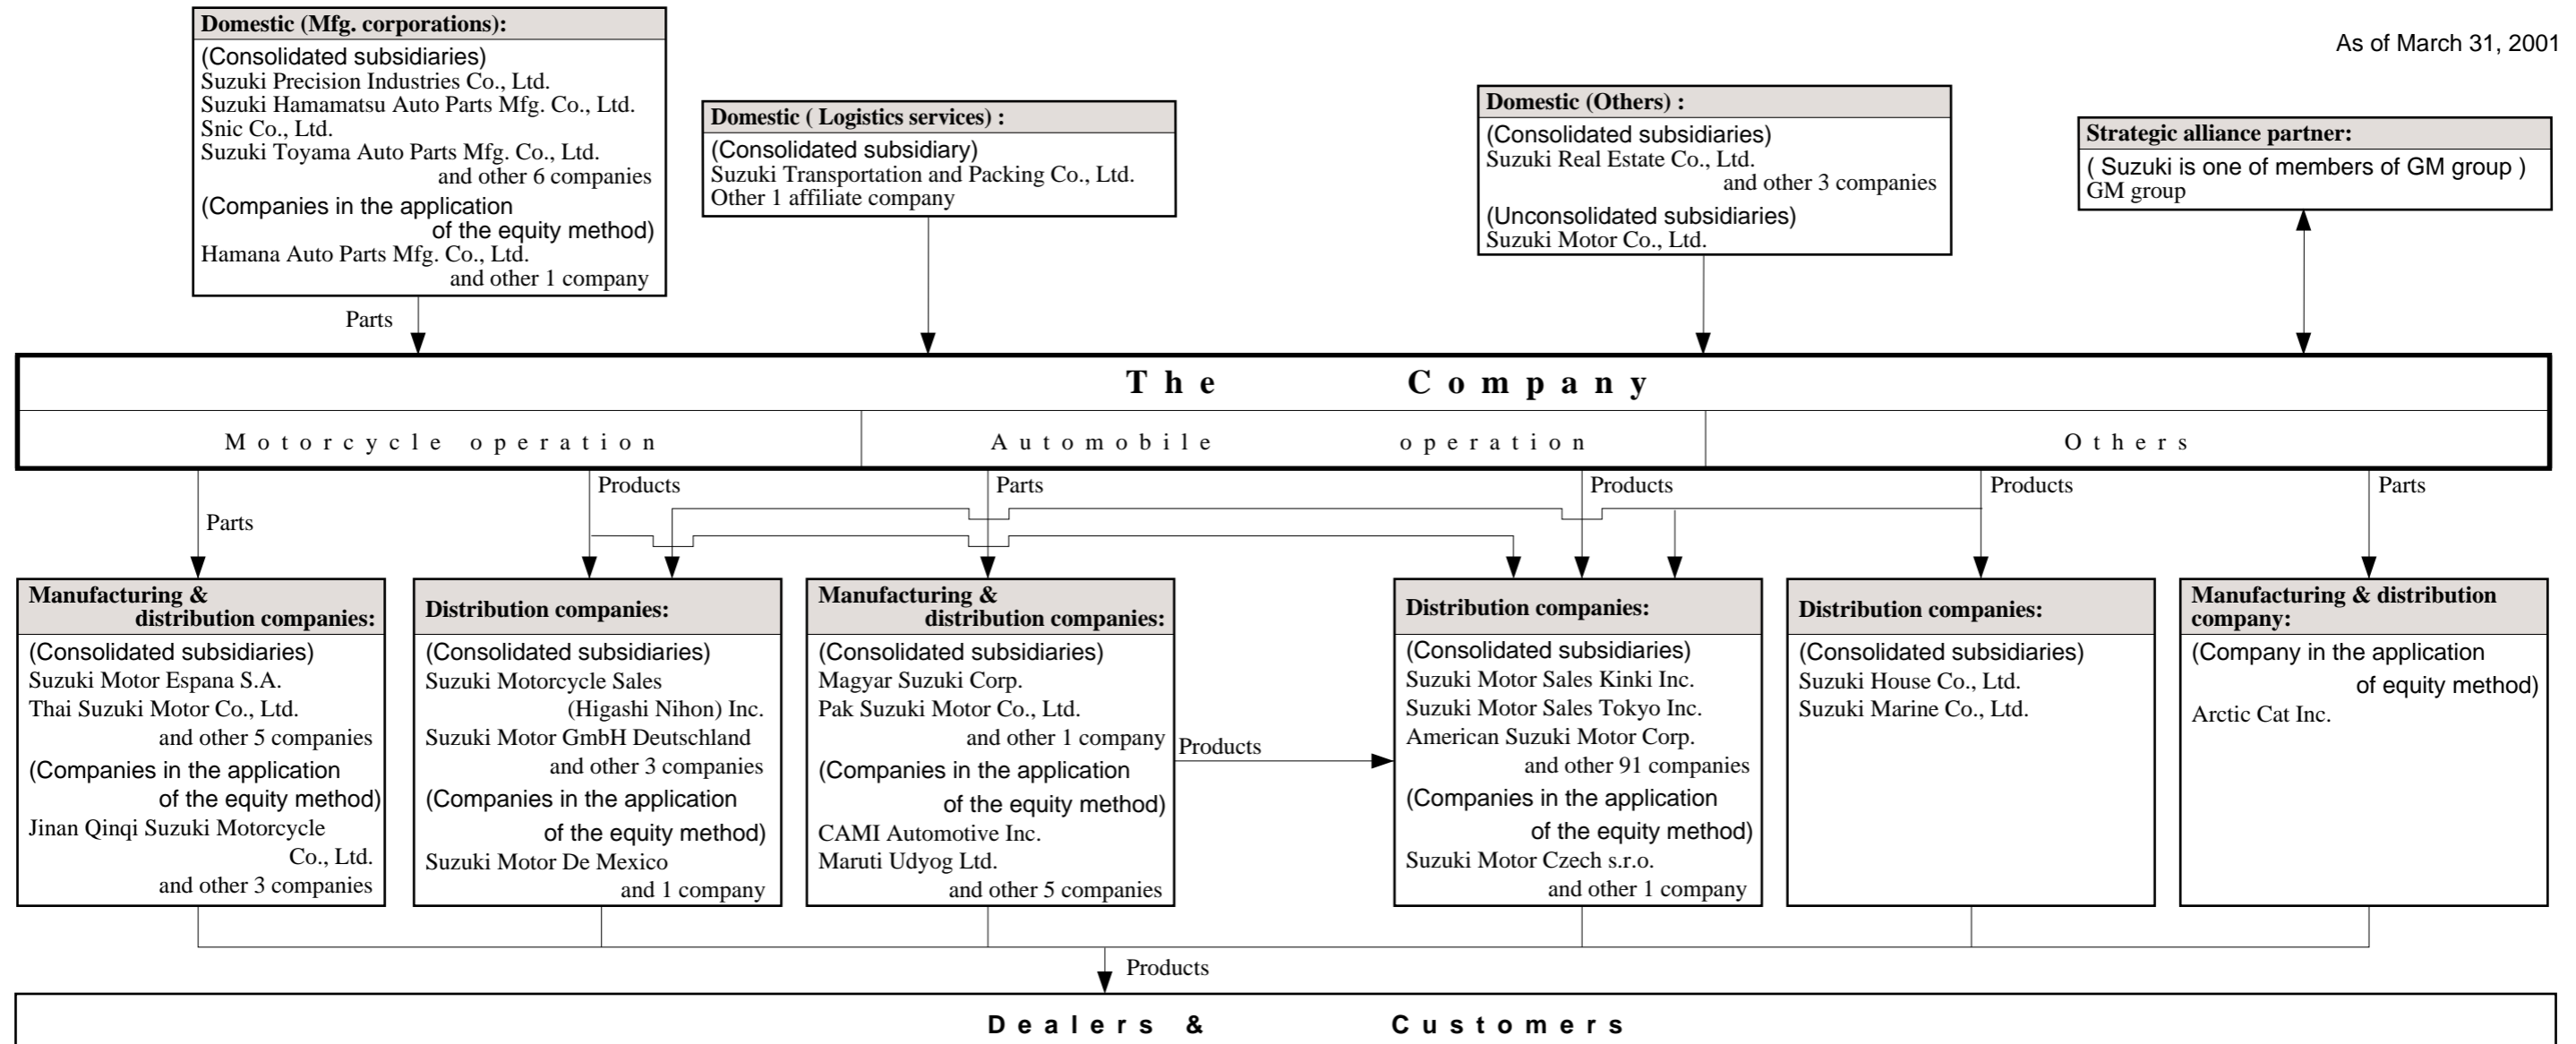 As of March 31, 2001
Domestic (Mfg. corporations):
(Consolidated subsidiaries)
Suzuki Precision Industries Co., Ltd.
Suzuki Hamamatsu Auto Parts Mfg. Co., Ltd.
Snic Co., Ltd.
Suzuki Toyama Auto Parts Mfg. Co., Ltd.
and other 6 companies
(Companies in the application
of the equity method)
Hamana Auto Parts Mfg. Co., Ltd.
and other 1 company
Domestic ( Logistics services) :
(Consolidated subsidiary)
Suzuki Transportation and Packing Co., Ltd.
Other 1 affiliate company
Domestic (Others) :
(Consolidated subsidiaries)
Suzuki Real Estate Co., Ltd.
and other 3 companies
(Unconsolidated subsidiaries)
Suzuki Motor Co., Ltd.
Strategic alliance partner:
( Suzuki is one of members of GM group )
GM group
Parts
The Company
Motorcycle operation
Automobile operation
Others
Parts
Products
Parts
Products
Products
Parts
Manufacturing &
distribution companies:
(Consolidated subsidiaries)
Suzuki Motor Espana S.A.
Thai Suzuki Motor Co., Ltd.
and other 5 companies
(Companies in the application
of the equity method)
Jinan Qinqi Suzuki Motorcycle
Co., Ltd.
and other 3 companies
Distribution companies:
(Consolidated subsidiaries)
Suzuki Motorcycle Sales
(Higashi Nihon) Inc.
Suzuki Motor GmbH Deutschland
and other 3 companies
(Companies in the application
of the equity method)
Suzuki Motor De Mexico
and 1 company
Manufacturing &
distribution companies:
(Consolidated subsidiaries)
Magyar Suzuki Corp.
Pak Suzuki Motor Co., Ltd.
and other 1 company
(Companies in the application
of the equity method)
CAMI Automotive Inc.
Maruti Udyog Ltd.
and other 5 companies
Products
Distribution companies:
(Consolidated subsidiaries)
Suzuki Motor Sales Kinki Inc.
Suzuki Motor Sales Tokyo Inc.
American Suzuki Motor Corp.
and other 91 companies
(Companies in the application
of the equity method)
Suzuki Motor Czech s.r.o.
and other 1 company
Distribution companies:
(Consolidated subsidiaries)
Suzuki House Co., Ltd.
Suzuki Marine Co., Ltd.
Manufacturing & distribution
company:
(Company in the application
of equity method)
Arctic Cat Inc.
Products
Dealers & Customers